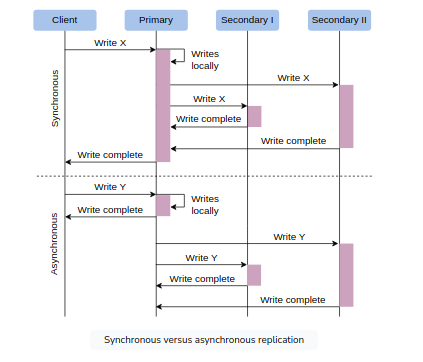 Client
Primary
Secondary I
Secondary II
Synchronous
Write X
Writes
locally
Write X
Write X
Write complete
Write complete
Write complete
Asynchronous
Write Y
Writes
locally
Write complete
Write Y
Write Y
Write complete
Write complete
Synchronous versus asynchronous replication